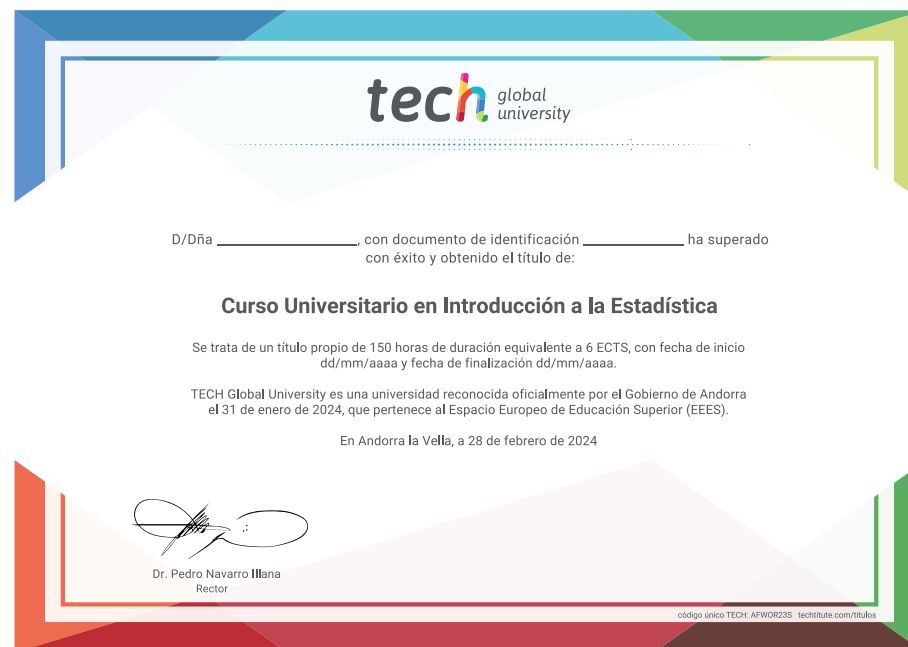 tech global university
D/Dña ____________________, con documento de identificación ______________ ha superado
con éxito y obtenido el título de:
Curso Universitario en Introducción a la Estadística
Se trata de un título propio de 150 horas de duración equivalente a 6 ECTS, con fecha de inicio
dd/mm/aaaa y fecha de finalización dd/mm/aaaa.
TECH Global University es una universidad reconocida oficialmente por el Gobierno de Andorra
el 31 de enero de 2024, que pertenece al Espacio Europeo de Educación Superior (EEES).
En Andorra la Vella, a 28 de febrero de 2024
Dr. Pedro Navarro Illana
Rector
código único TECH: AFWOR23S techtitute.com/titulos